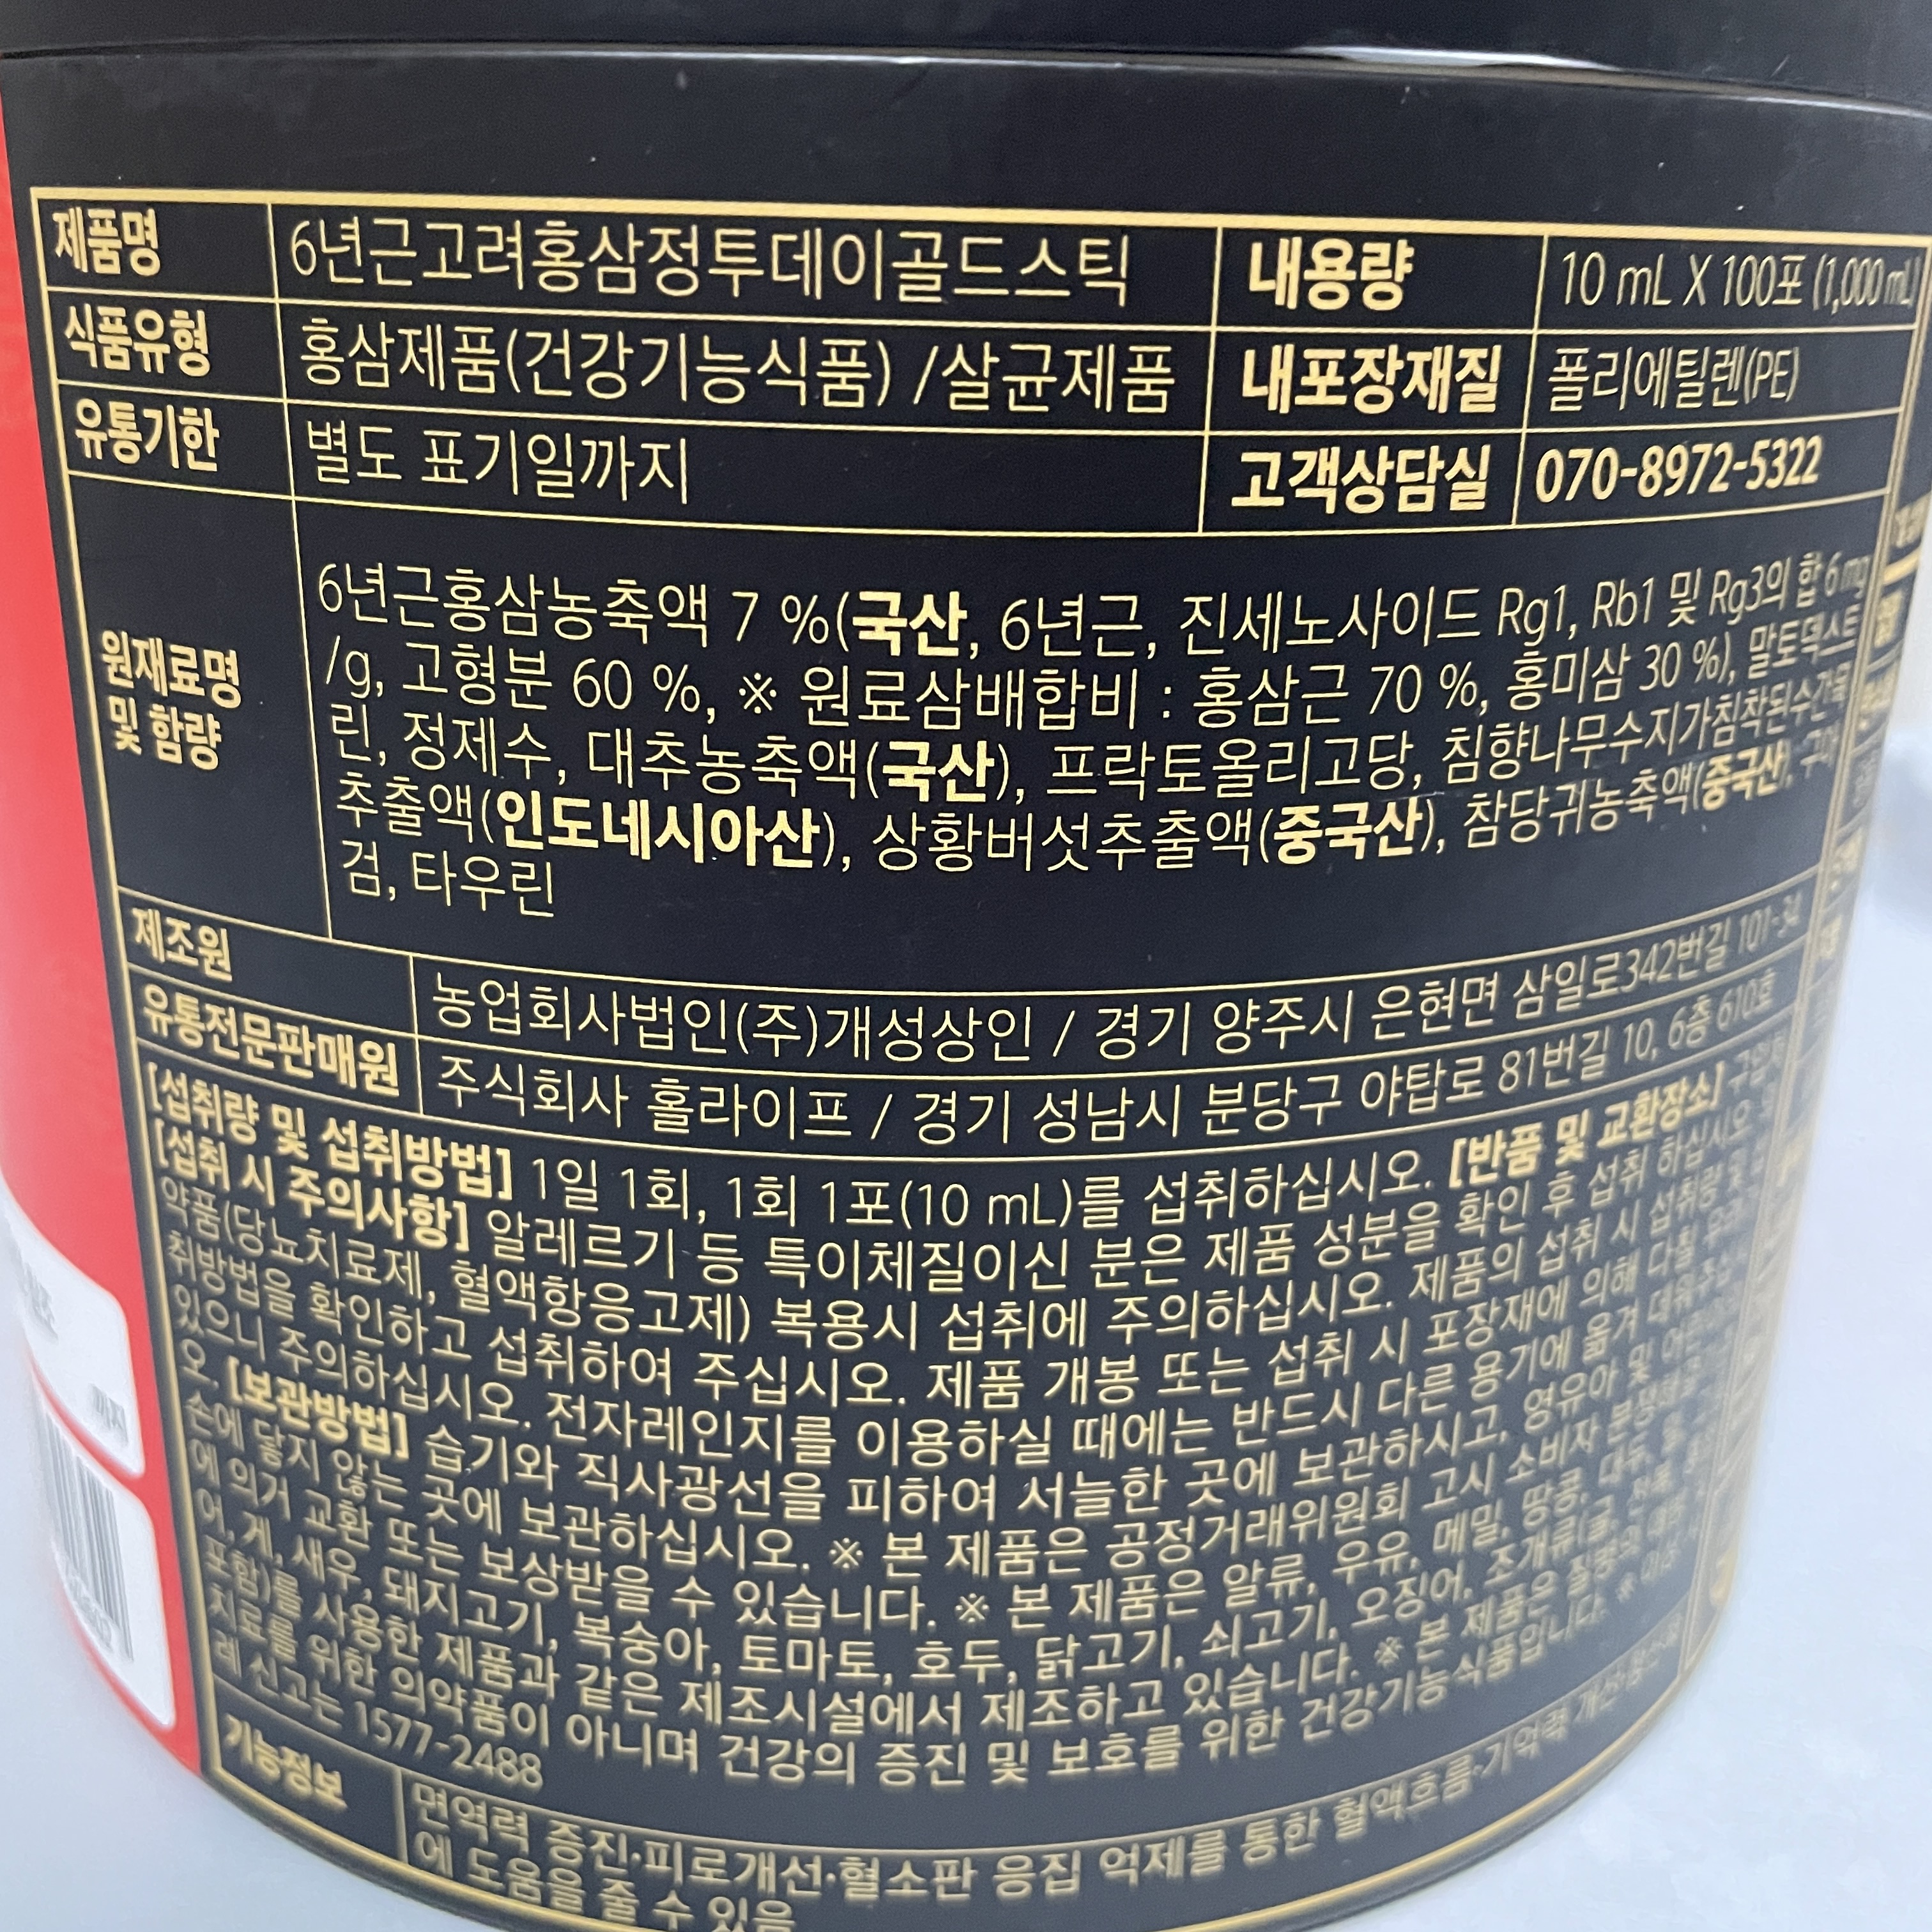 제품명 6년근고려홍삼정투데이골드스틱 내용량 10 mL X 100포 (1,000 mL)
식품유형 홍삼제품(건강기능식품) /살균제품 내포장재질 폴리에틸렌(PE)
유통기한 별도 표기일까지 고객상담실 070-8972-5322
원재료명
및 함량
6년근홍삼농축액 7 %(국산, 6년근, 진세노사이드 Rg1, Rb1 및 Rg3의 합 6 mg
/g, 고형분 60 %, ※ 원료삼배합비 : 홍삼근 70 %, 홍미삼 30 %), 말토덱스트
린, 정제수, 대추농축액(국산), 프락토올리고당, 침향나무수지가침착된수간목
추출액(인도네시아산), 상황버섯추출액(중국산), 참당귀농축액(중국산), 구아
검, 타우린
제조원 농업회사법인(주)개성상인 / 경기 양주시 은현면 삼일로342번길 101-34
유통전문판매원 주식회사 홀라이프 / 경기 성남시 분당구 야탑로 81번길 10, 6층 610호
[섭취량 및 섭취방법] 1일 1회, 1회 1포(10 mL)를 섭취하십시오. [반품 및 교환장소]
[섭취 시 주의사항] 알레르기 등 특이체질이신 분은 제품 성분을 확인 후 섭취 하십시오.
약품(당뇨치료제, 혈액항응고제) 복용시 섭취에 주의하십시오. 제품의 섭취 시 섭취량 및
취방법을 확인하고 섭취하여 주십시오. 제품 개봉 또는 섭취 시 포장재에 의해 다칠
있으니 주의하십시오. 전자레인지를 이용하실 때에는 반드시 다른 용기에 옮겨
오. [보관방법] 습기와 직사광선을 피하여 서늘한 곳에 보관하시고, 영유아 및
손에 닿지 않는 곳에 보관하십시오. ※ 본 제품은 공정거래위원회 고시 소비자
에 의거 교환 또는 보상받을 수 있습니다. ※ 본 제품은 알류, 우유, 메밀, 땅콩, 대두,
어, 게, 새우, 돼지고기, 복숭아, 토마토, 호두, 닭고기, 쇠고기, 오징어, 조개류(굴,
포함)를 사용한 제품과 같은 제조시설에서 제조하고 있습니다. ※ 본 제품은 질병의
치료를 위한 의약품이 아니며 건강의 증진 및 보호를 위한 건강기능식품입니다. ※
례 신고는 1577-2488
기능정보 면역력 증진·피로개선·혈소판 응집 억제를 통한 혈액흐름·기억력 개선
에 도움을 줄 수 있음